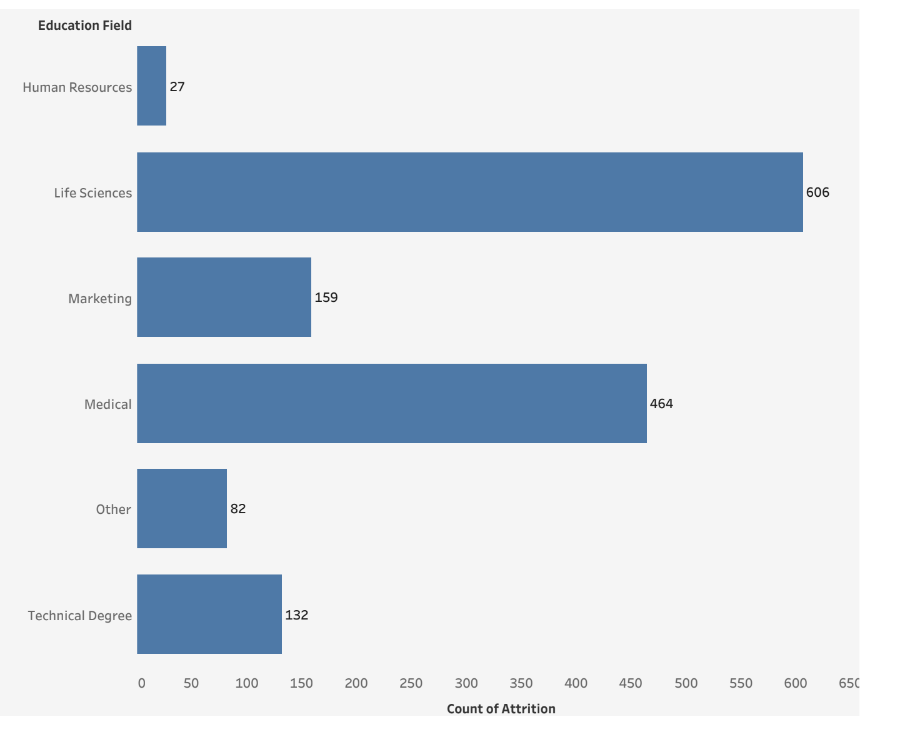 Education Field
Human Resources 27
Life Sciences 606
Marketing 159
Medical 464
Other 82
Technical Degree 132
0 50 100 150 200 250 300 350 400 450 500 550 600 650
Count of Attrition